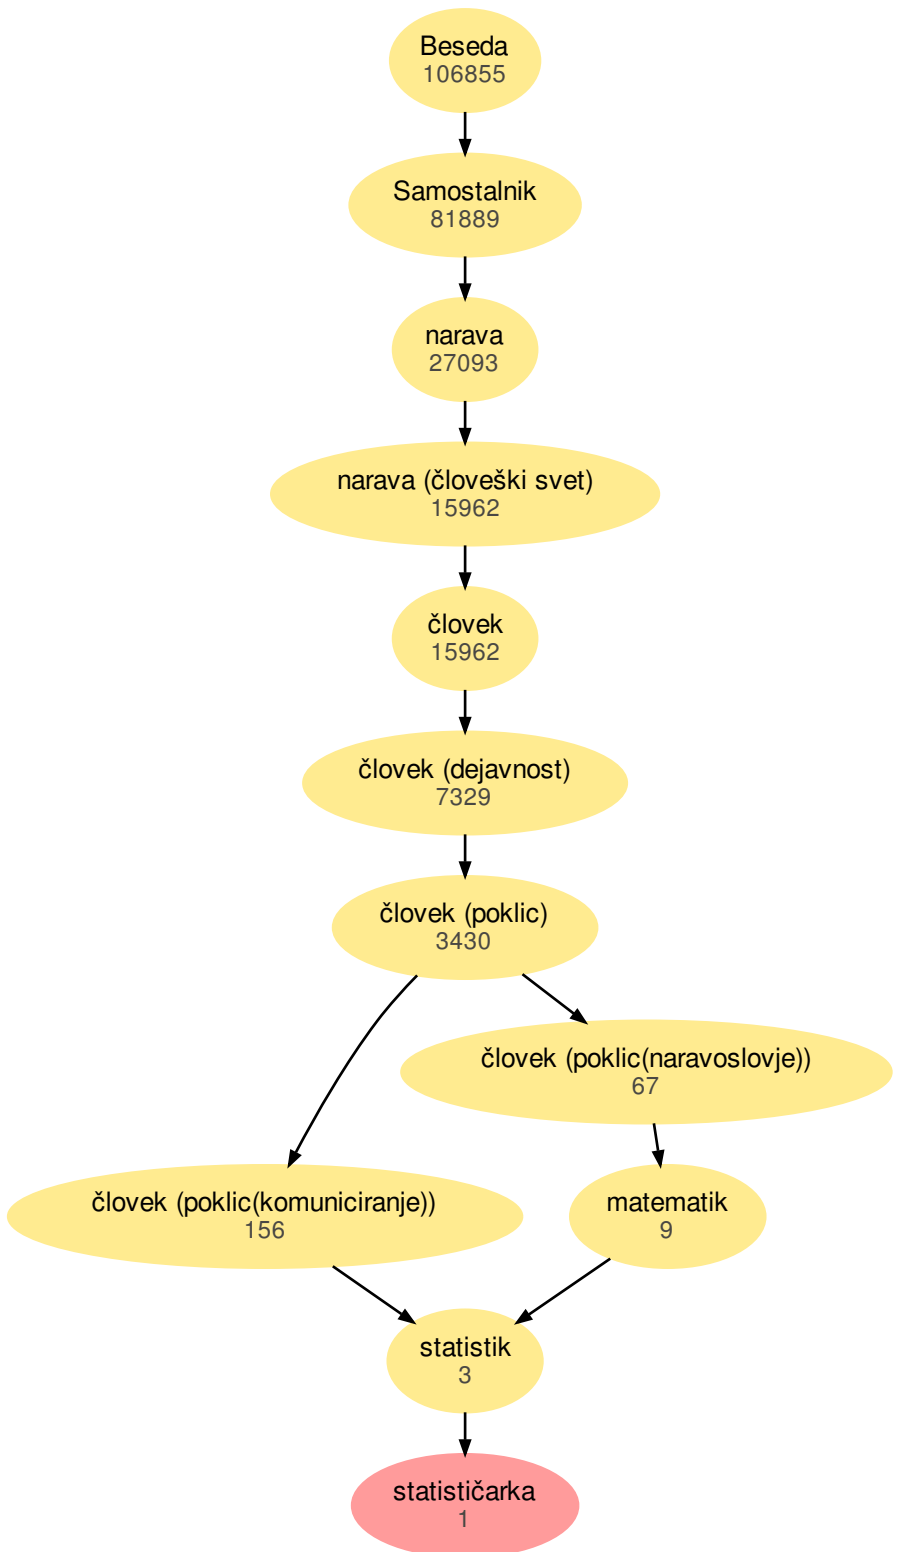 Beseda
106855
Samostalnik
81889
narava
27093
narava (človeški svet)
15962
človek
15962
človek (dejavnost)
7329
človek (poklic)
3430
človek (poklic(naravoslovje))
67
človek (poklic(komuniciranje))
156
matematik
9
statistik
3
statističarka
1